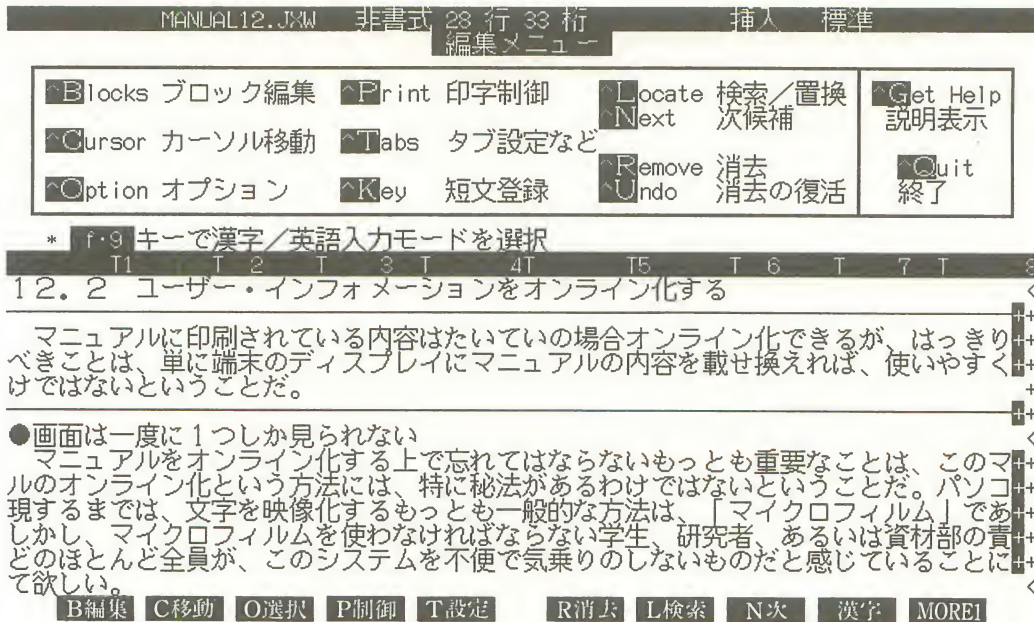 MANUAL12.JXW 非書式 28 行 33 桁 挿入 標準
編集メニュー
^Blocks ブロック編集 ^Print 印字制御 ^Locate 検索／置換 ^Get Help
^Next 次候補 説明表示
^Cursor カーソル移動 ^Tabs タブ設定など
^Remove 消去 ^Quit
^Option オプション ^Key 短文登録 ^Undo 消去の復活 終了
* f・9 キーで漢字／英語入力モードを選択
T1 T 2 T 3 T 4T T5 T 6 T 7 T 8
１２．２ ユーザー・インフォメーションをオンライン化する <
++
マニュアルに印刷されている内容はたいていの場合オンライン化できるが、はっきり++
べきことは、単に端末のディスプレイにマニュアルの内容を載せ換えれば、使いやすく++
けではないということだ。 +
++
●画面は一度に１つしか見られない <
マニュアルをオンライン化する上で忘れてはならないもっとも重要なことは、このマ++
ルのオンライン化という方法には、特に秘法があるわけではないということだ。パソコ++
現するまでは、文字を映像化するもっとも一般的な方法は、「マイクロフィルム」であ++
しかし、マイクロフィルムを使わなければならない学生、研究者、あるいは資材部の責++
どのほとんど全員が、このシステムを不便で気乗りのしないものだと感じていることに++
て欲しい。 <
B編集 C移動 O選択 P制御 T設定 R消去 L検索 N次 漢字 MORE1